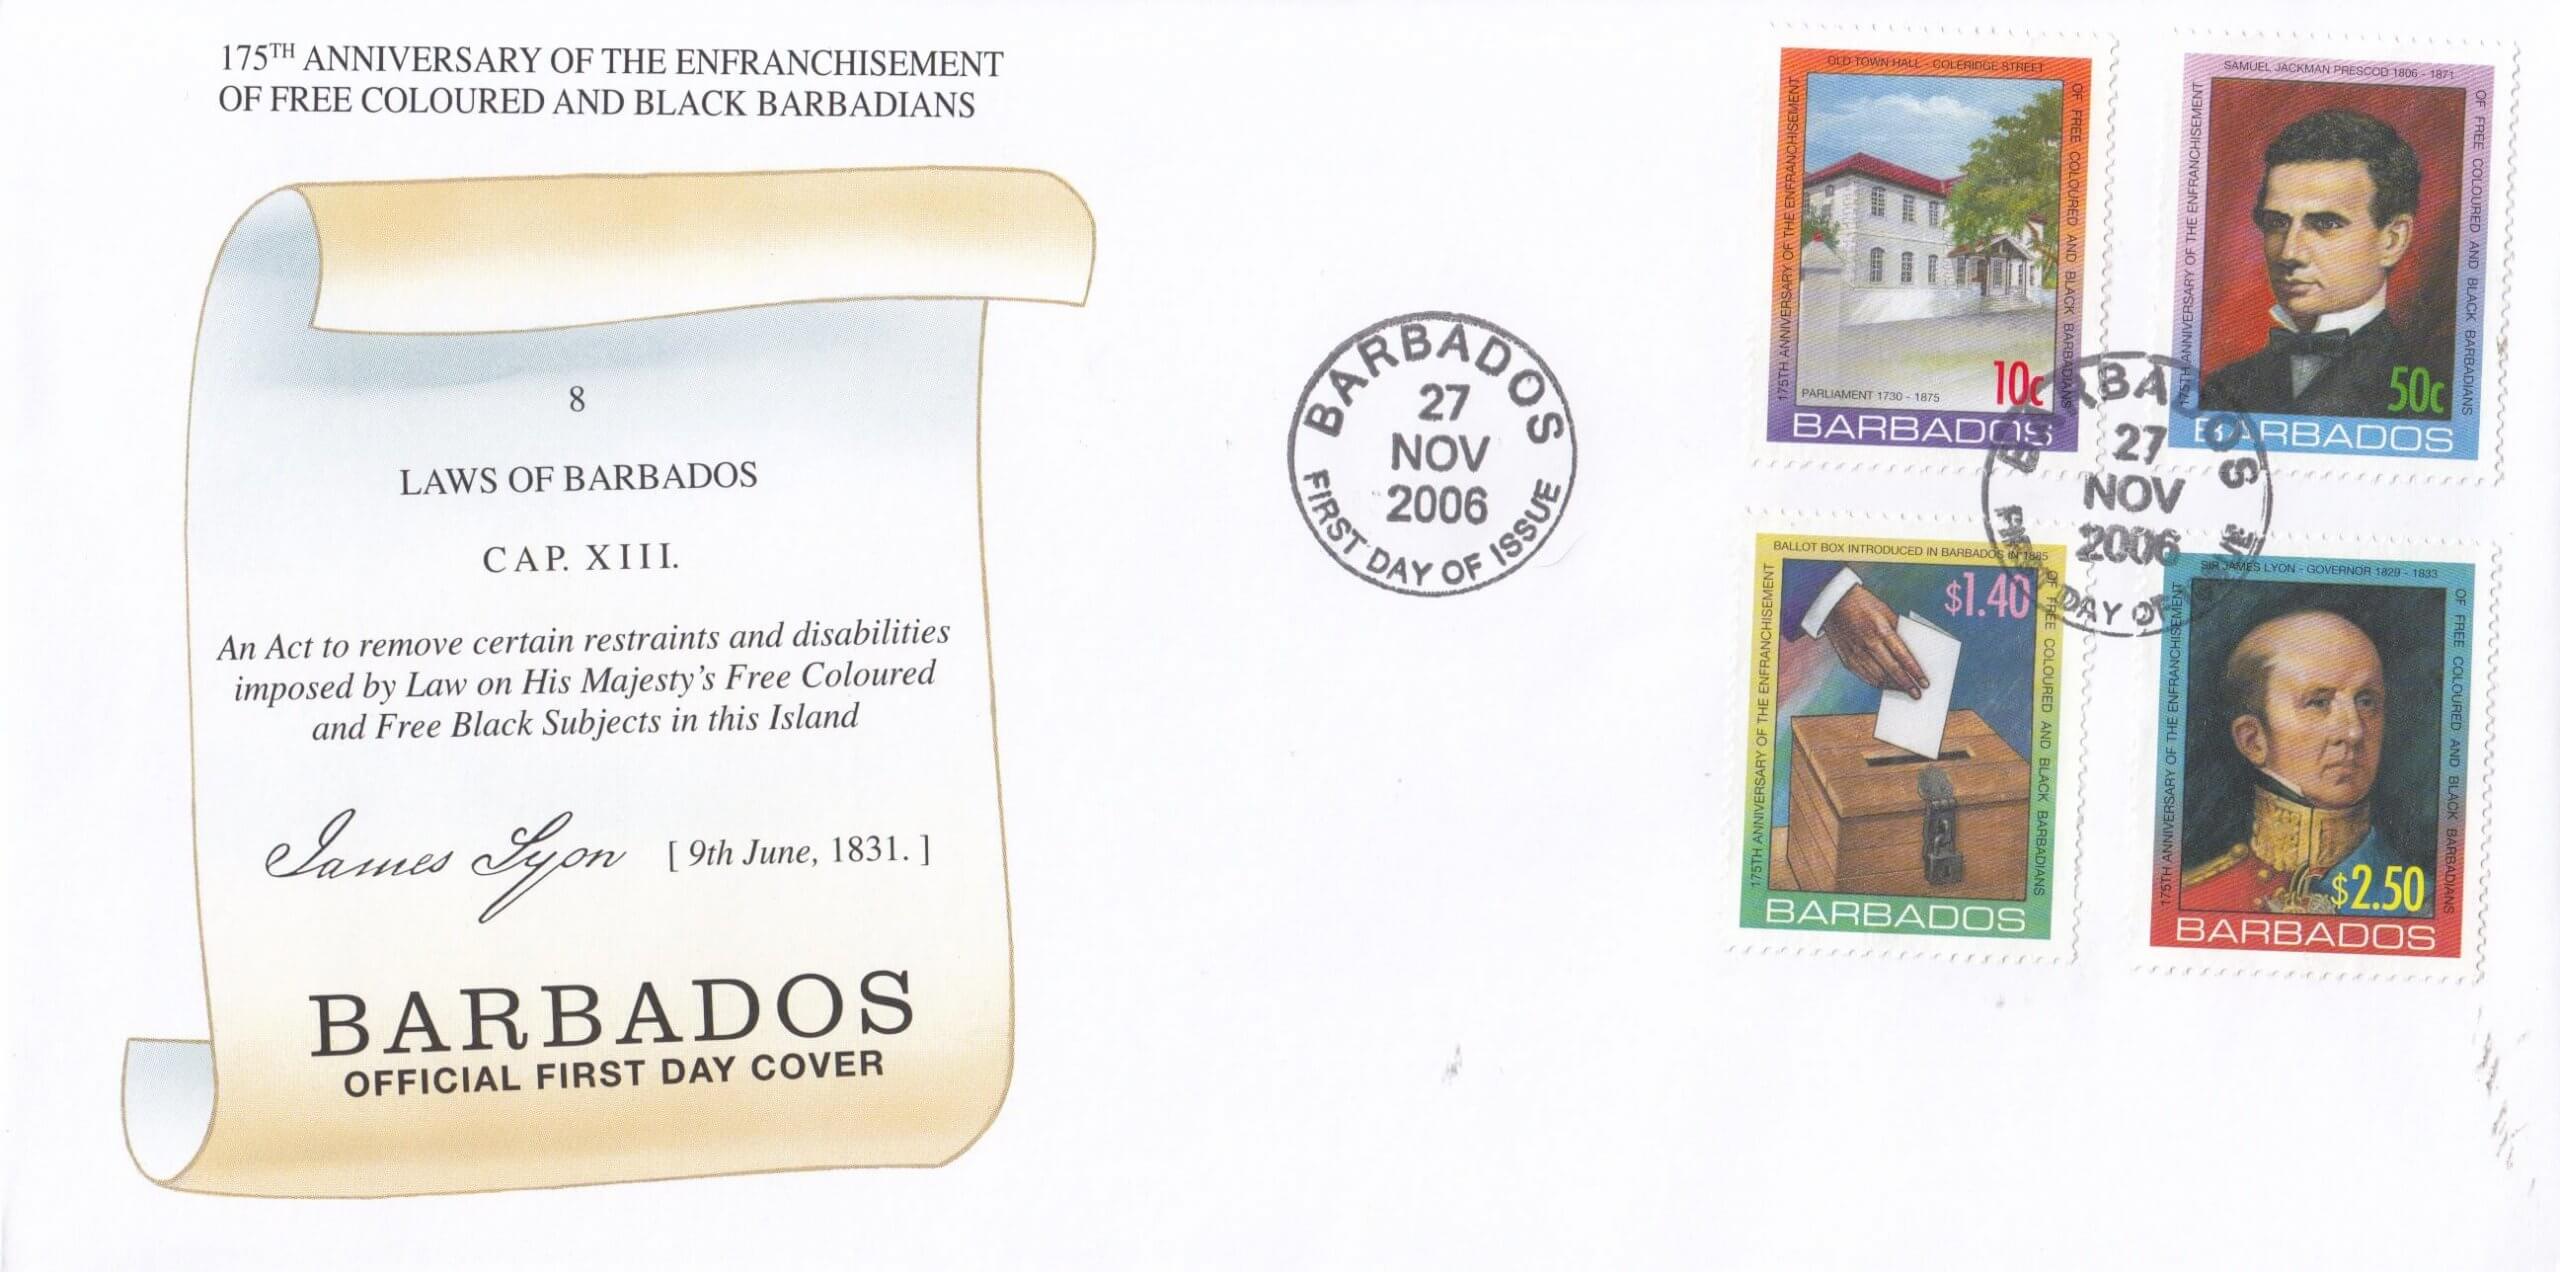 175TH ANNIVERSARY OF THE ENFRANCHISEMENT
OF FREE COLOURED AND BLACK BARBADIANS
8
LAWS OF BARBADOS
CAP. XIII.
An Act to remove certain restraints and disabilities
imposed by Law on His Majesty's Free Coloured
and Free Black Subjects in this Island
James Lyon [ 9th June, 1831. ]
BARBADOS
OFFICIAL FIRST DAY COVER
BARBADOS
27
NOV
2006
FIRST DAY OF ISSUE
OLD TOWN HALL - COLERIDGE STREET
175TH ANNIVERSARY OF THE ENFRANCHISEMENT
OF FREE COLOURED AND BLACK BARBADIANS
PARLIAMENT 1730 - 1875
10c
BARBADOS
SAMUEL JACKMAN PRESCOD 1806 - 1871
175TH ANNIVERSARY OF THE ENFRANCHISEMENT
OF FREE COLOURED AND BLACK BARBADIANS
50c
BARBADOS
BARBADOS
27
NOV
2006
FIRST DAY OF ISSUE
BALLOT BOX INTRODUCED IN BARBADOS IN 1885
175TH ANNIVERSARY OF THE ENFRANCHISEMENT
OF FREE COLOURED AND BLACK BARBADIANS
$1.40
BARBADOS
SIR JAMES LYON - GOVERNOR 1829 - 1833
175TH ANNIVERSARY OF THE ENFRANCHISEMENT
OF FREE COLOURED AND BLACK BARBADIANS
$2.50
BARBADOS